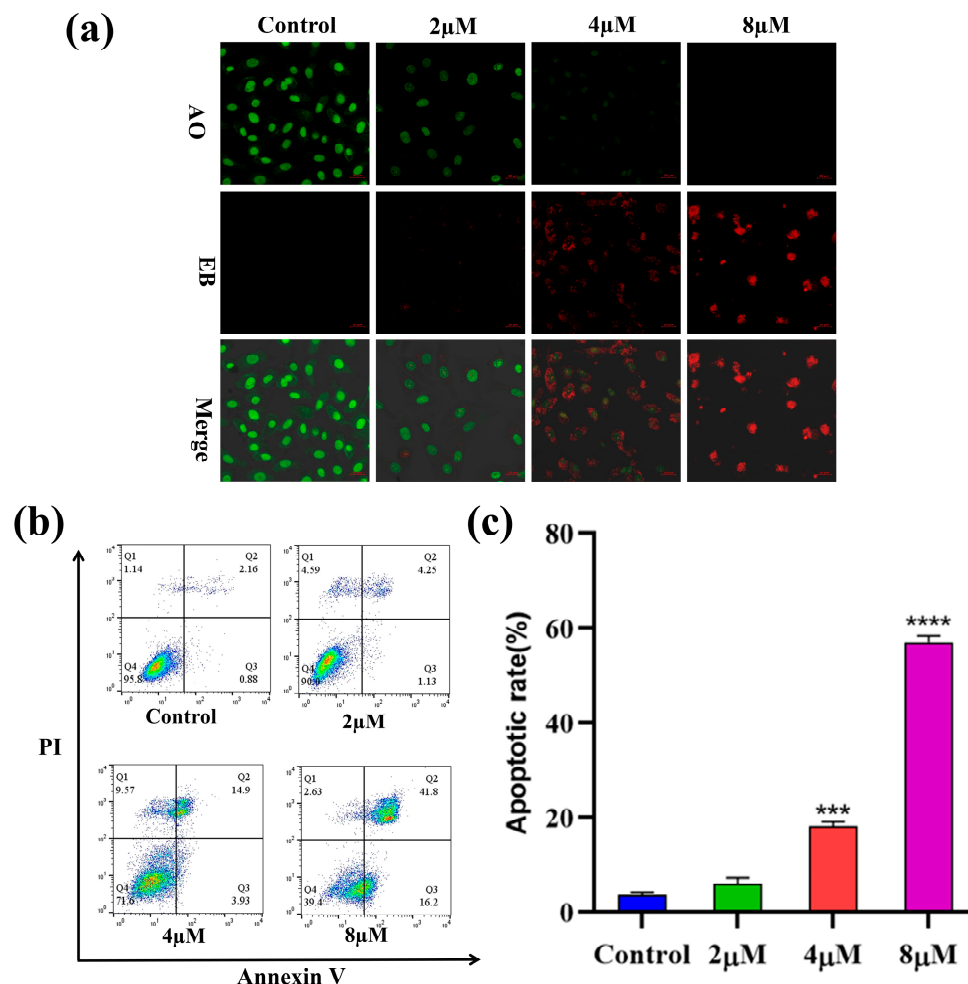 (a)
Control 2μM 4μM 8μM
AO
EB
Merge
(b)
Q1 Q2
1.14 2.16
Q4 Q3
95.8 0.88
Control
Q1 Q2
4.59 4.25
Q4 Q3
90.0 1.13
2μM
PI
Q1 Q2
9.57 14.9
Q4 Q3
71.6 3.93
4μM
Q1 Q2
2.63 41.8
Q4 Q3
39.4 16.2
8μM
Annexin V
(c)
Apoptotic rate(%)
80
60
40
20
0
***
****
Control 2μM 4μM 8μM